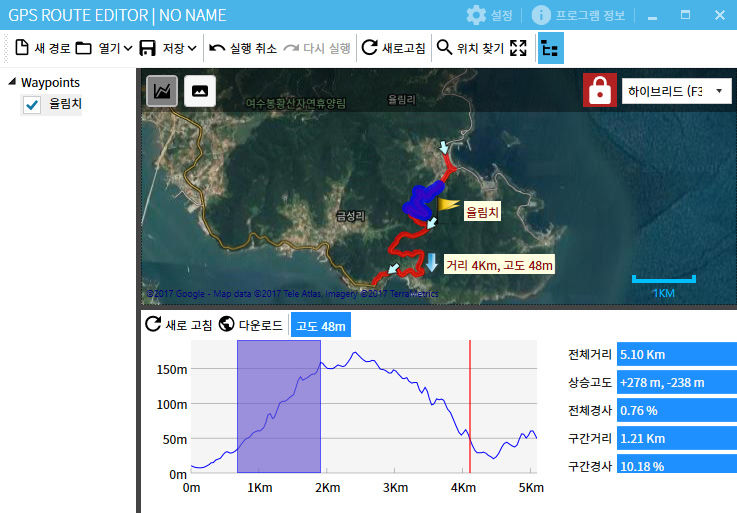 GPS ROUTE EDITOR | NO NAME
설정 프로그램 정보
새 경로 열기 저장 실행 취소 다시 실행 새로고침 위치 찾기
Waypoints
율림치
하이브리드 (F3
여수봉황산자연휴양림
율림리
금성리
율림치
거리 4Km, 고도 48m
1KM
©2017 Google - Map data ©2017 Tele Atlas, Imagery ©2017 TerraMetrics
새로 고침 다운로드 고도 48m
150m
100m
50m
0m
0m 1Km 2Km 3Km 4Km 5Km
전체거리 5.10 Km
상승고도 +278 m, -238 m
전체경사 0.76 %
구간거리 1.21 Km
구간경사 10.18 %